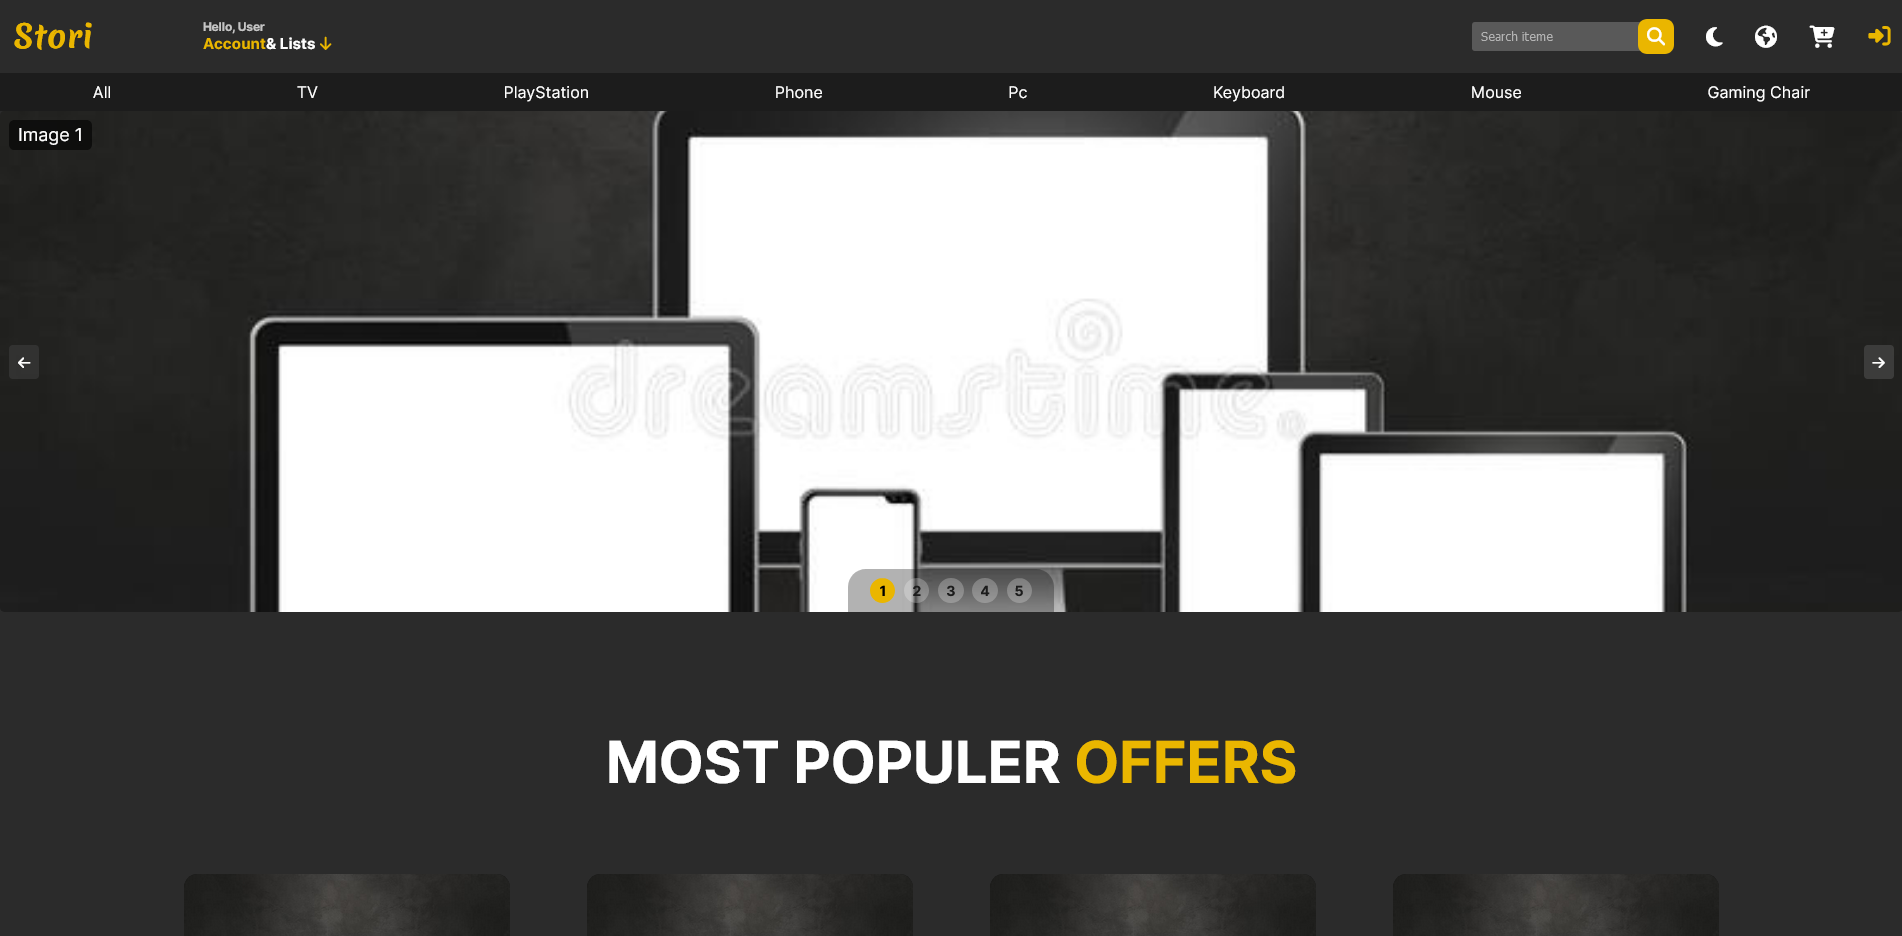 Stori
Hello, User
Account& Lists
Search iteme
All
TV
PlayStation
Phone
Pc
Keyboard
Mouse
Gaming Chair
Image 1
dreamstime®
1
2
3
4
5
MOST POPULER OFFERS